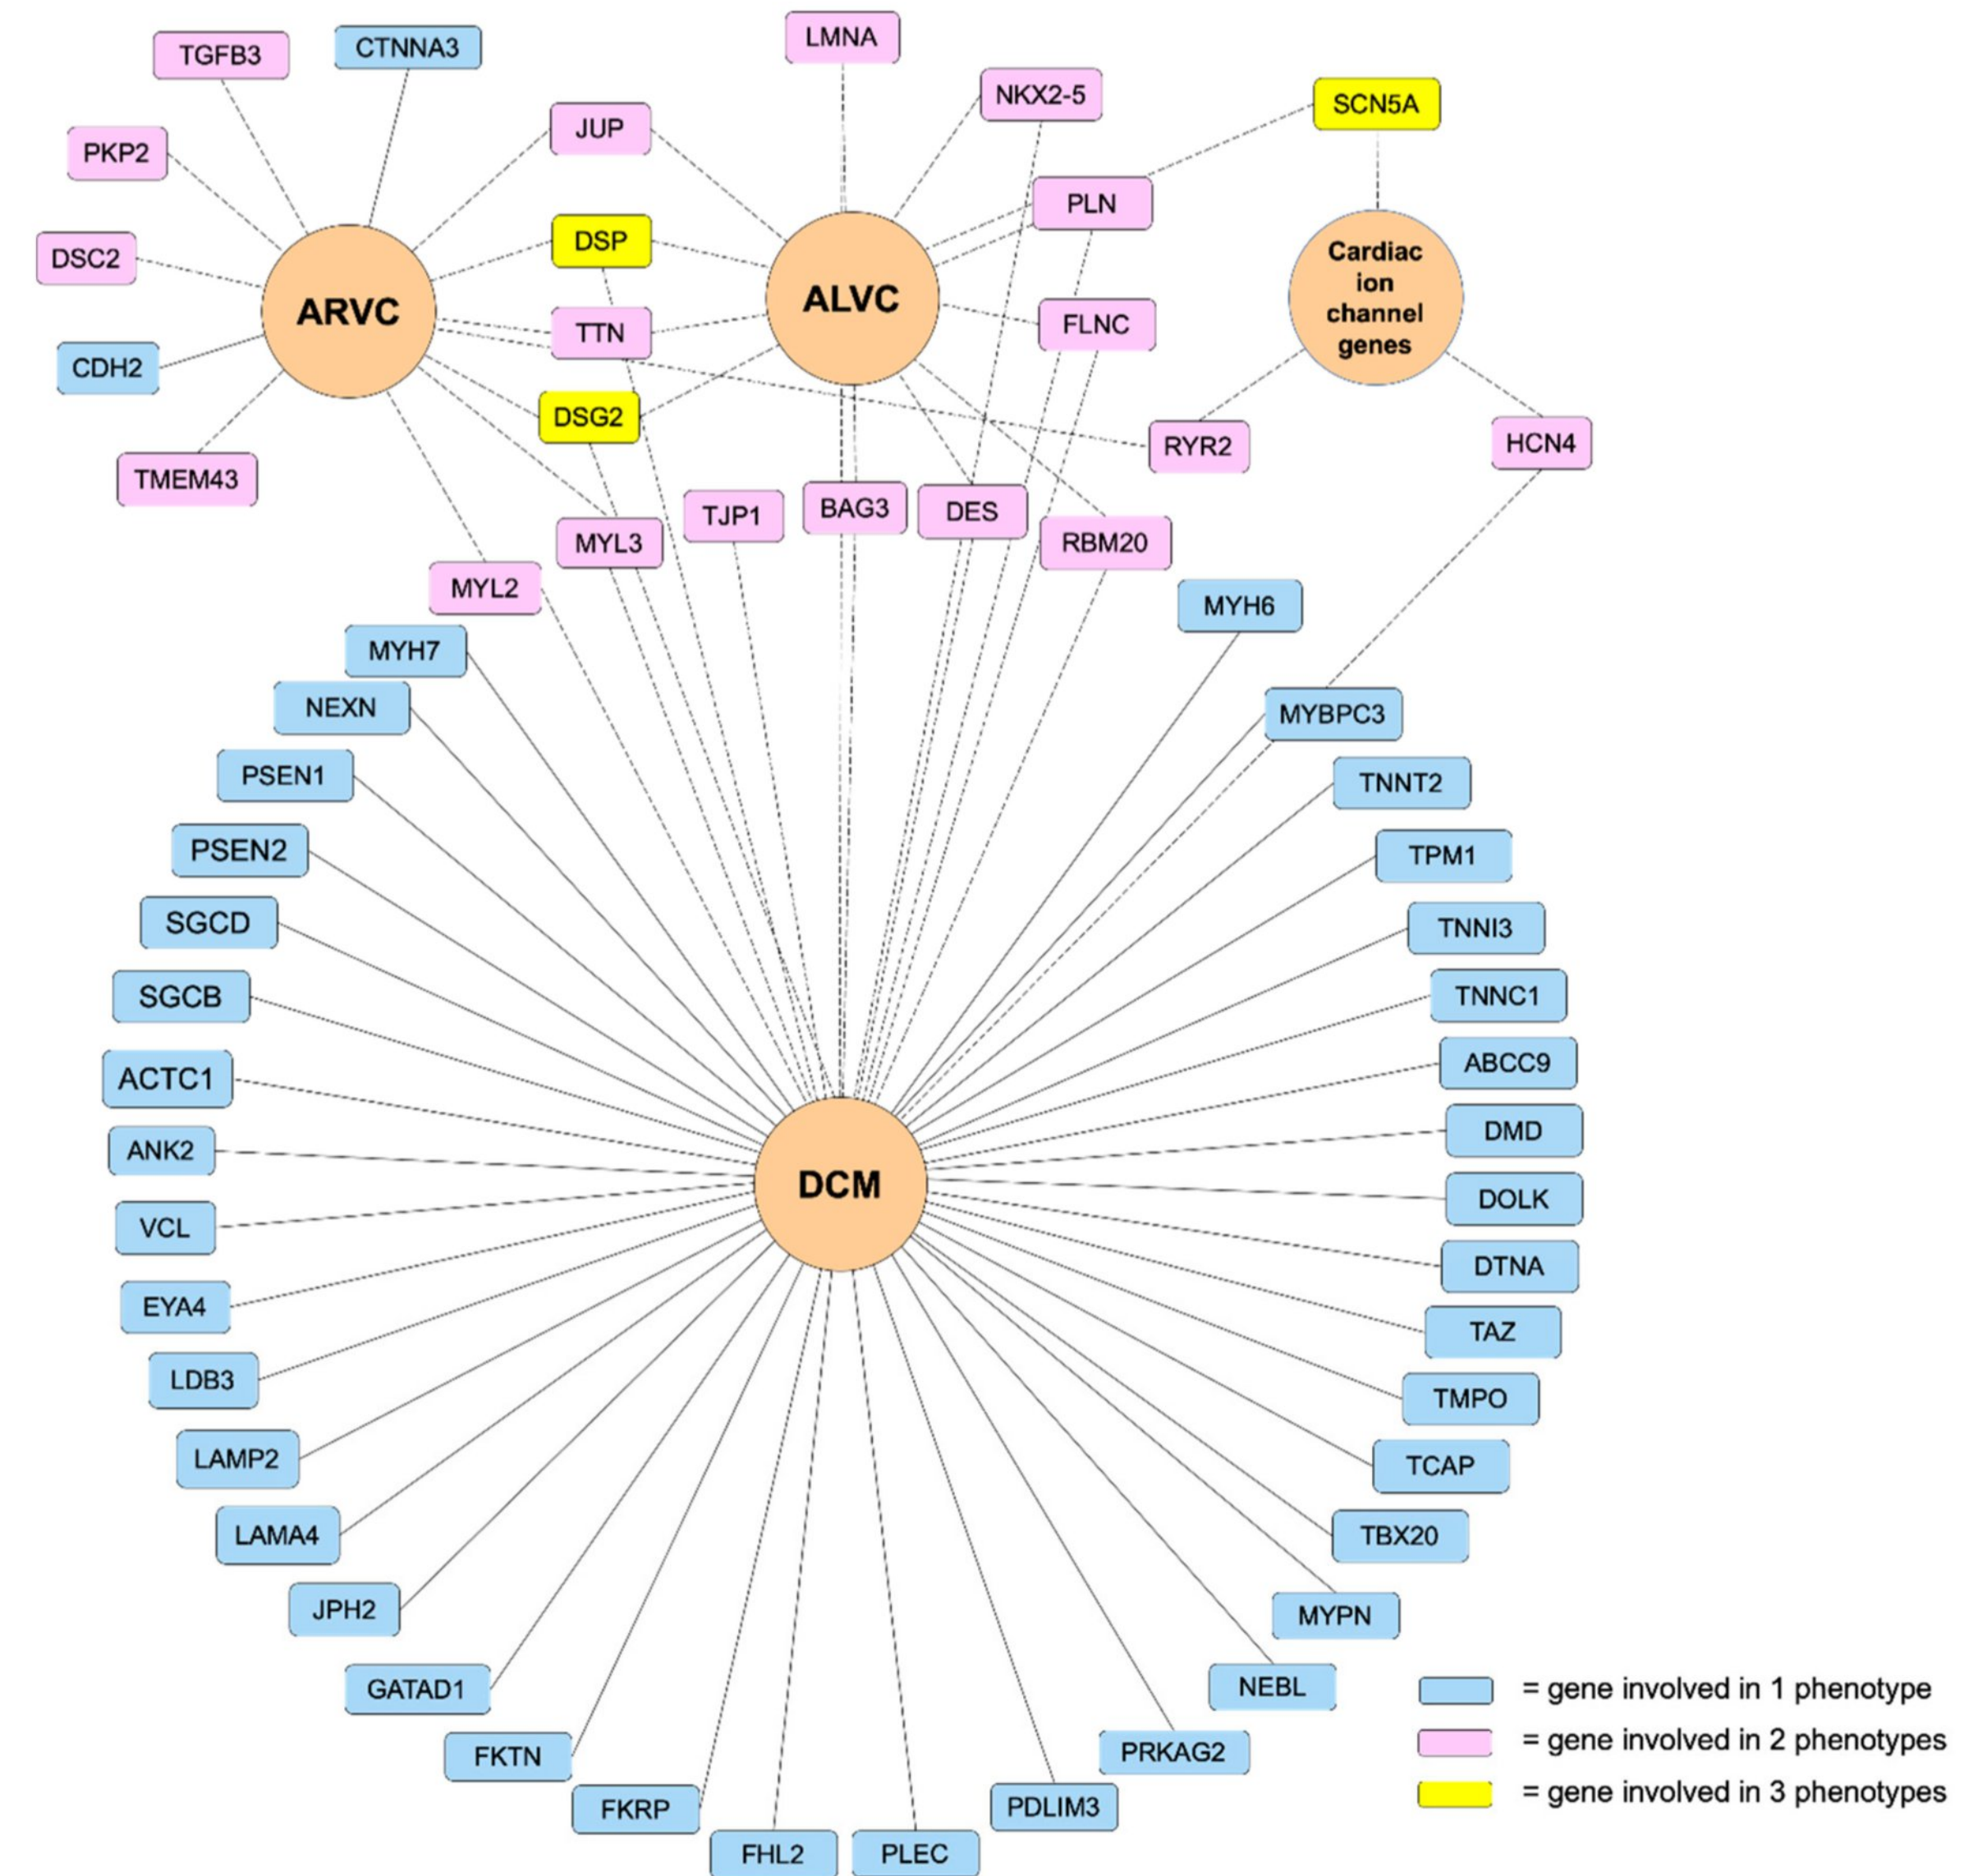 LMNA
TGFB3
CTNNA3
NKX2-5
SCN5A
JUP
PKP2
PLN
DSP
DSC2
ARVC
ALVC
Cardiac
ion
channel
genes
TTN
FLNC
CDH2
DSG2
RYR2
HCN4
TMEM43
TJP1
BAG3
DES
MYL3
RBM20
MYL2
MYH6
MYH7
NEXN
MYBPC3
PSEN1
TNNT2
PSEN2
TPM1
SGCD
TNNI3
SGCB
TNNC1
ACTC1
ABCC9
ANK2
DMD
DCM
VCL
DOLK
EYA4
DTNA
LDB3
TAZ
LAMP2
TMPO
TCAP
LAMA4
TBX20
JPH2
MYPN
GATAD1
NEBL
= gene involved in 1 phenotype
FKTN
PRKAG2
= gene involved in 2 phenotypes
FKRP
PDLIM3
= gene involved in 3 phenotypes
FHL2
PLEC